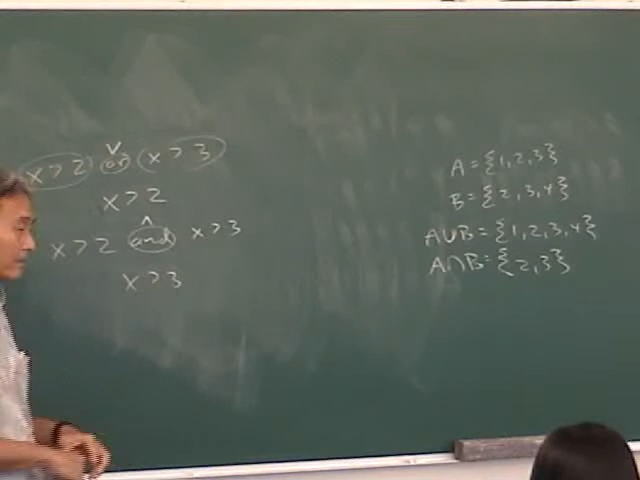 ∨
(x > 2) or (x > 3)
x > 2
∧
x > 2 and x > 3
x > 3
A = {1, 2, 3}
B = {2, 3, 4}
A∪B = {1, 2, 3, 4}
A∩B = {2, 3}